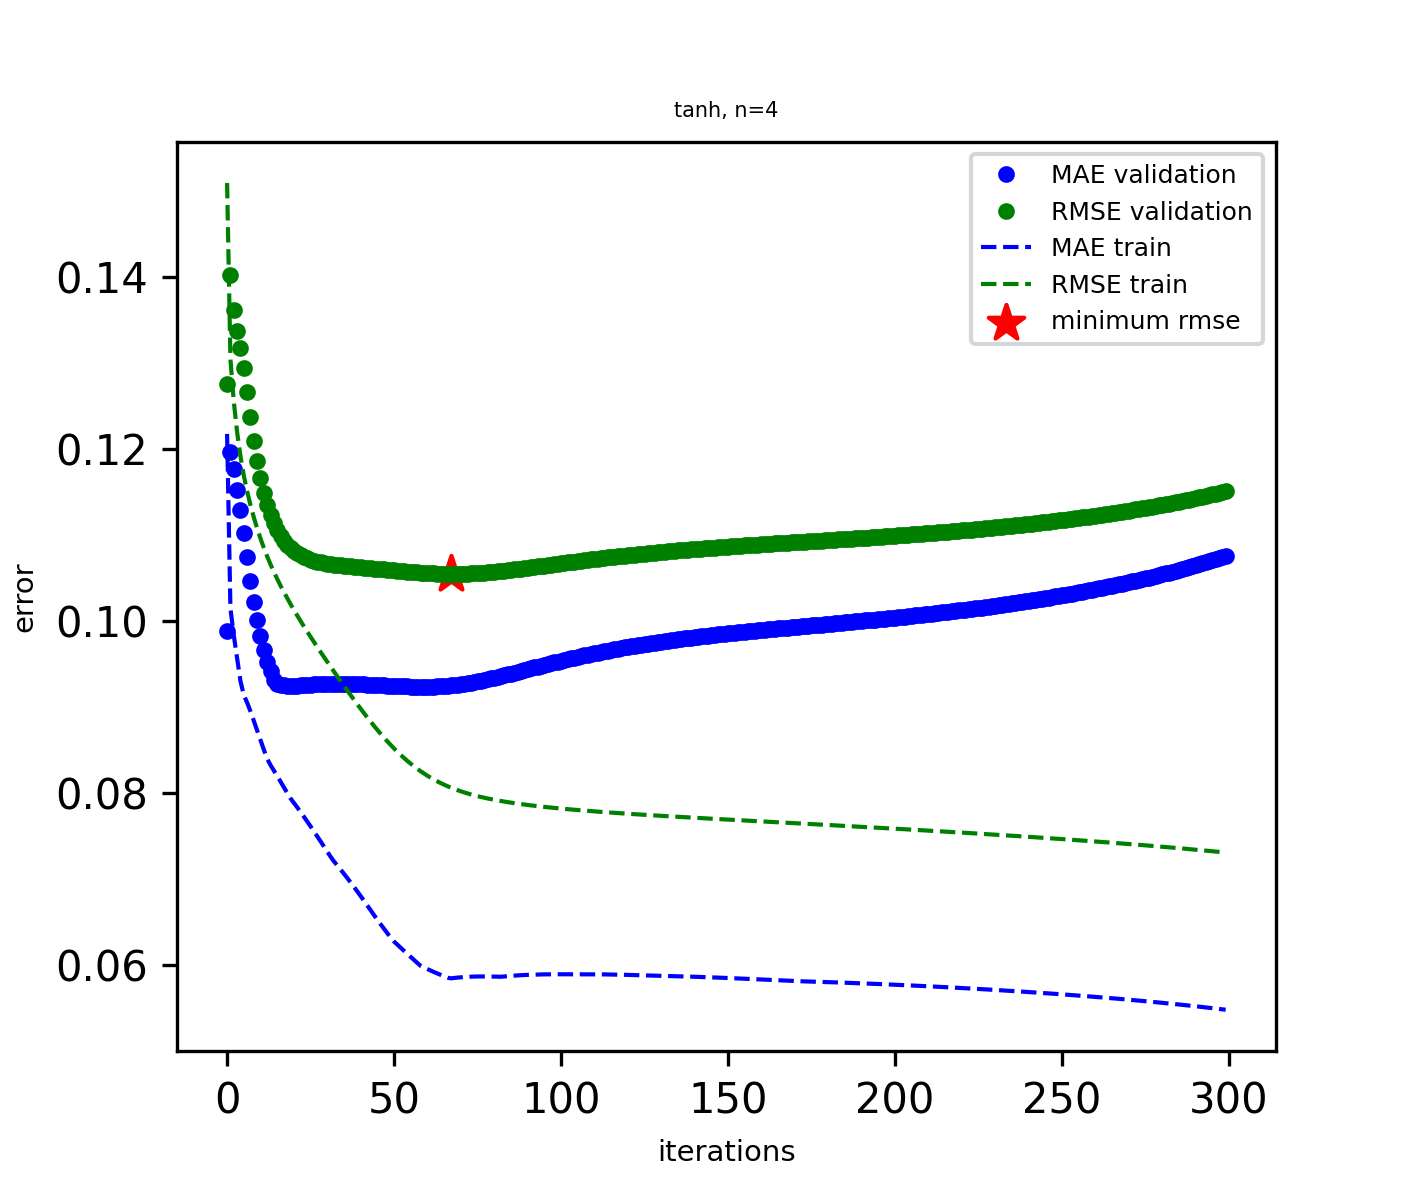 tanh, n=4
MAE validation
RMSE validation
MAE train
RMSE train
minimum rmse
error
0.14
0.12
0.10
0.08
0.06
0 50 100 150 200 250 300
iterations